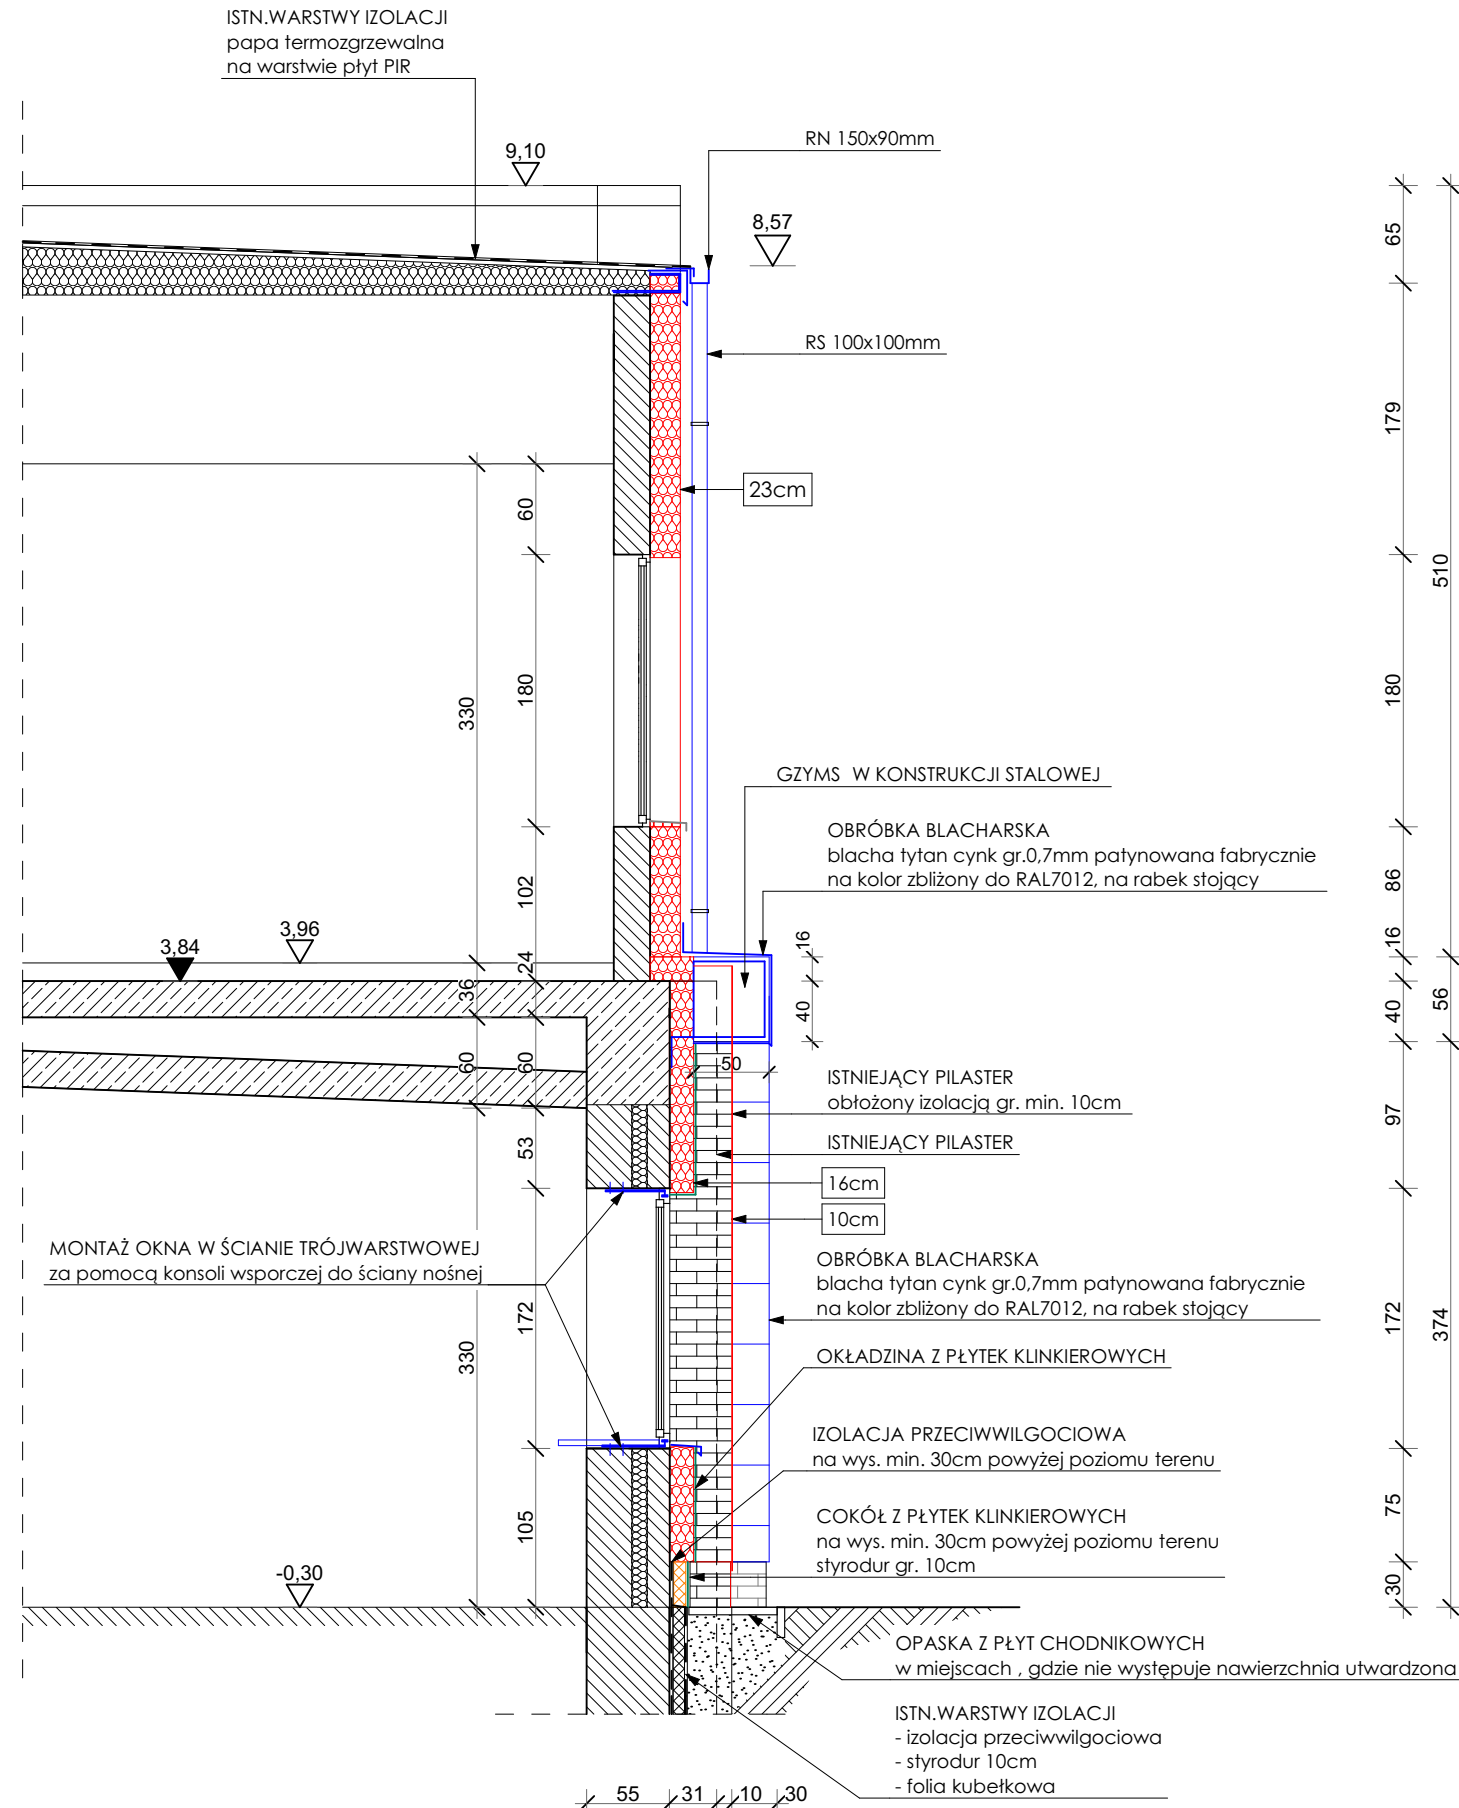 ISTN.WARSTWY IZOLACJI
papa termozgrzewalna
na warstwie płyt PIR
RN 150x90mm
9,10
8,57
65
RS 100x100mm
179
23cm
60
510
180
330
180
GZYMS W KONSTRUKCJI STALOWEJ
OBRÓBKA BLACHARSKA
blacha tytan cynk gr.0,7mm patynowana fabrycznie
na kolor zbliżony do RAL7012, na rabek stojący
102
86
3,84
3,96
24
16
16
36
40
40
56
60
60
50
ISTNIEJĄCY PILASTER
obłożony izolacją gr. min. 10cm
97
53
ISTNIEJĄCY PILASTER
16cm
10cm
MONTAŻ OKNA W ŚCIANIE TRÓJWARSTWOWEJ
za pomocą konsoli wsporczej do ściany nośnej
OBRÓBKA BLACHARSKA
blacha tytan cynk gr.0,7mm patynowana fabrycznie
na kolor zbliżony do RAL7012, na rabek stojący
172
172
374
330
OKŁADZINA Z PŁYTEK KLINKIEROWYCH
IZOLACJA PRZECIWWILGOCIOWA
na wys. min. 30cm powyżej poziomu terenu
105
75
COKÓŁ Z PŁYTEK KLINKIEROWYCH
na wys. min. 30cm powyżej poziomu terenu
styrodur gr. 10cm
-0,30
30
OPASKA Z PŁYT CHODNIKOWYCH
w miejscach , gdzie nie występuje nawierzchnia utwardzona
ISTN.WARSTWY IZOLACJI
- izolacja przeciwwilgociowa
- styrodur 10cm
- folia kubełkowa
55 31 10 30